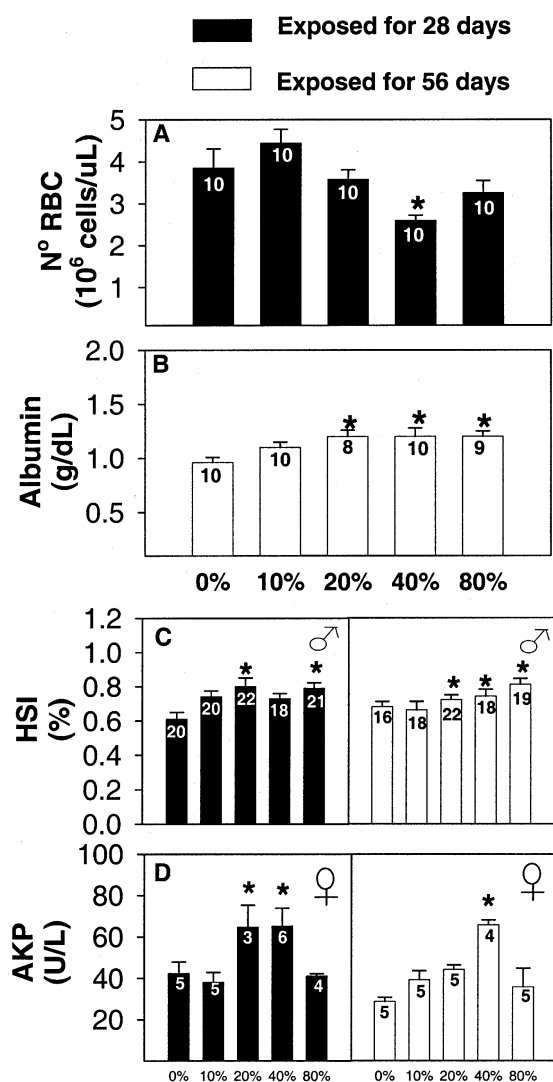 Exposed for 28 days
Exposed for 56 days
A
Nº RBC
(10⁶ cells/uL)
5
4
3
2
1
10 10 10 * 10 10
B
Albumin
(g/dL)
2.0
1.5
1.0
0.5
10 10 * 8 * 10 * 9
0% 10% 20% 40% 80%
C ♂ ♂
HSI
(%)
1.2
1.0
0.8
0.6
0.4
0.2
0.0
20 20 * 22 18 * 21 16 18 * 22 * 18 * 19
D ♀ ♀
AKP
(U/L)
100
80
60
40
20
5 5 * 3 * 6 4 5 5 5 * 4 5
0% 10% 20% 40% 80% 0% 10% 20% 40% 80%